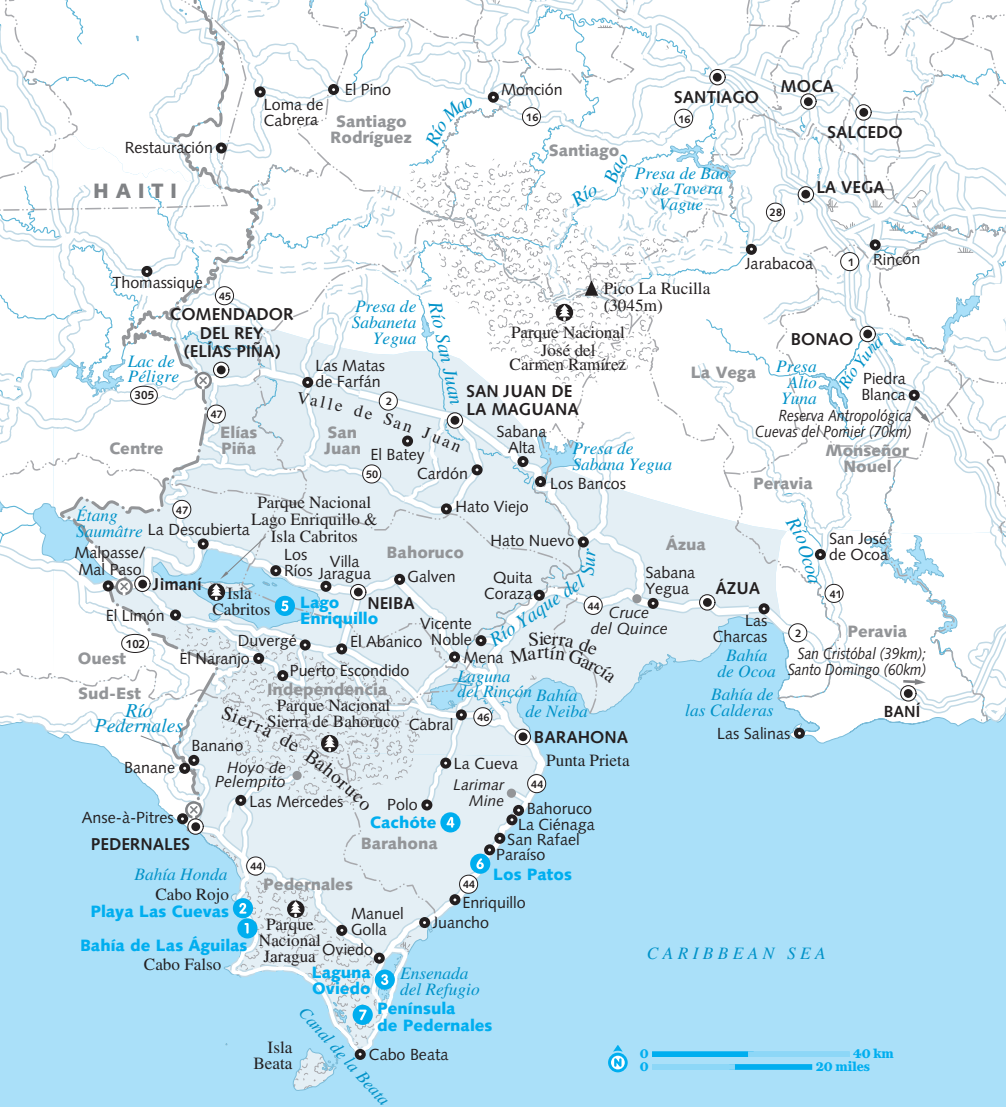 El Pino
Monción
SANTIAGO
MOCA
Loma de
Cabrera
Santiago
Rodríguez
Río Mao
16
16
SALCEDO
Restauración
Santiago
HAITI
Río Bao
Presa de Bao
y de Tavera
Vague
LA VEGA
28
Jarabacoa
1
Rincón
Thomassique
45
COMENDADOR
DEL REY
(ELÍAS PIÑA)
Presa de
Sabaneta
Yegua
Río San Juan
Pico La Rucilla
(3045m)
Parque Nacional
José del
Carmen Ramírez
BONAO
Río Yuna
Lac de
Péligre
305
Las Matas
de Farfán
La Vega
Presa
Alto
Yuna
Piedra
Blanca
2
SAN JUAN DE
LA MAGUANA
Valle de San Juan
Reserva Antropológica
Cuevas del Pomier (70km)
47
Elías
Piña
San
Juan
El Batey
Sabana
Alta
Centre
Presa de
Sabana Yegua
Monseñor
Nouel
50
Cardón
Los Bancos
Peravia
47
Parque Nacional
Lago Enriquillo &
Isla Cabritos
Hato Viejo
Étang
Saumâtre
La Descubierta
Río Ocoa
Malpasse/
Mal Paso
Los
Ríos
Villa
Jaragua
Bahoruco
Hato Nuevo
Ázua
San José
de Ocoa
Jimaní
Isla
Cabritos
5
Lago
Enriquillo
NEIBA
Galven
Quita
Coraza
Río Yaque del Sur
44
Sabana
Yegua
ÁZUA
41
El Limón
Cruce
del Quince
Las
Charcas
2
Peravia
102
Duvergé
El Abanico
Vicente
Noble
Sierra de
Martín García
Ouest
El Naranjo
Mena
Bahía
de Ocoa
San Cristóbal (39km);
Santo Domingo (60km)
Puerto Escondido
Independencia
Laguna
del Rincón
Bahía
de Neiba
Bahía de
las Calderas
BANÍ
Sud-Est
Río
Pedernales
Parque Nacional
Sierra de Bahoruco
Cabral
46
Sierra de Bahoruco
BARAHONA
Las Salinas
Banano
Banane
Hoyo de
Pelempito
La Cueva
Punta Prieta
Larimar
Mine
44
Las Mercedes
Polo
Bahoruco
Anse-à-Pitres
Cachóte
4
La Ciénaga
PEDERNALES
Barahona
San Rafael
Paraíso
44
6
Los Patos
Bahía Honda
Pedernales
44
Cabo Rojo
Enriquillo
Playa Las Cuevas
2
Manuel
Golla
Juancho
1
Parque
Nacional
Jaragua
Bahía de Las Águilas
Oviedo
CARIBBEAN SEA
Cabo Falso
Laguna
Oviedo
3
Ensenada
del Refugio
7
Península
de Pedernales
Canal de la Beata
Isla
Beata
Cabo Beata
N
0
40 km
0
20 miles